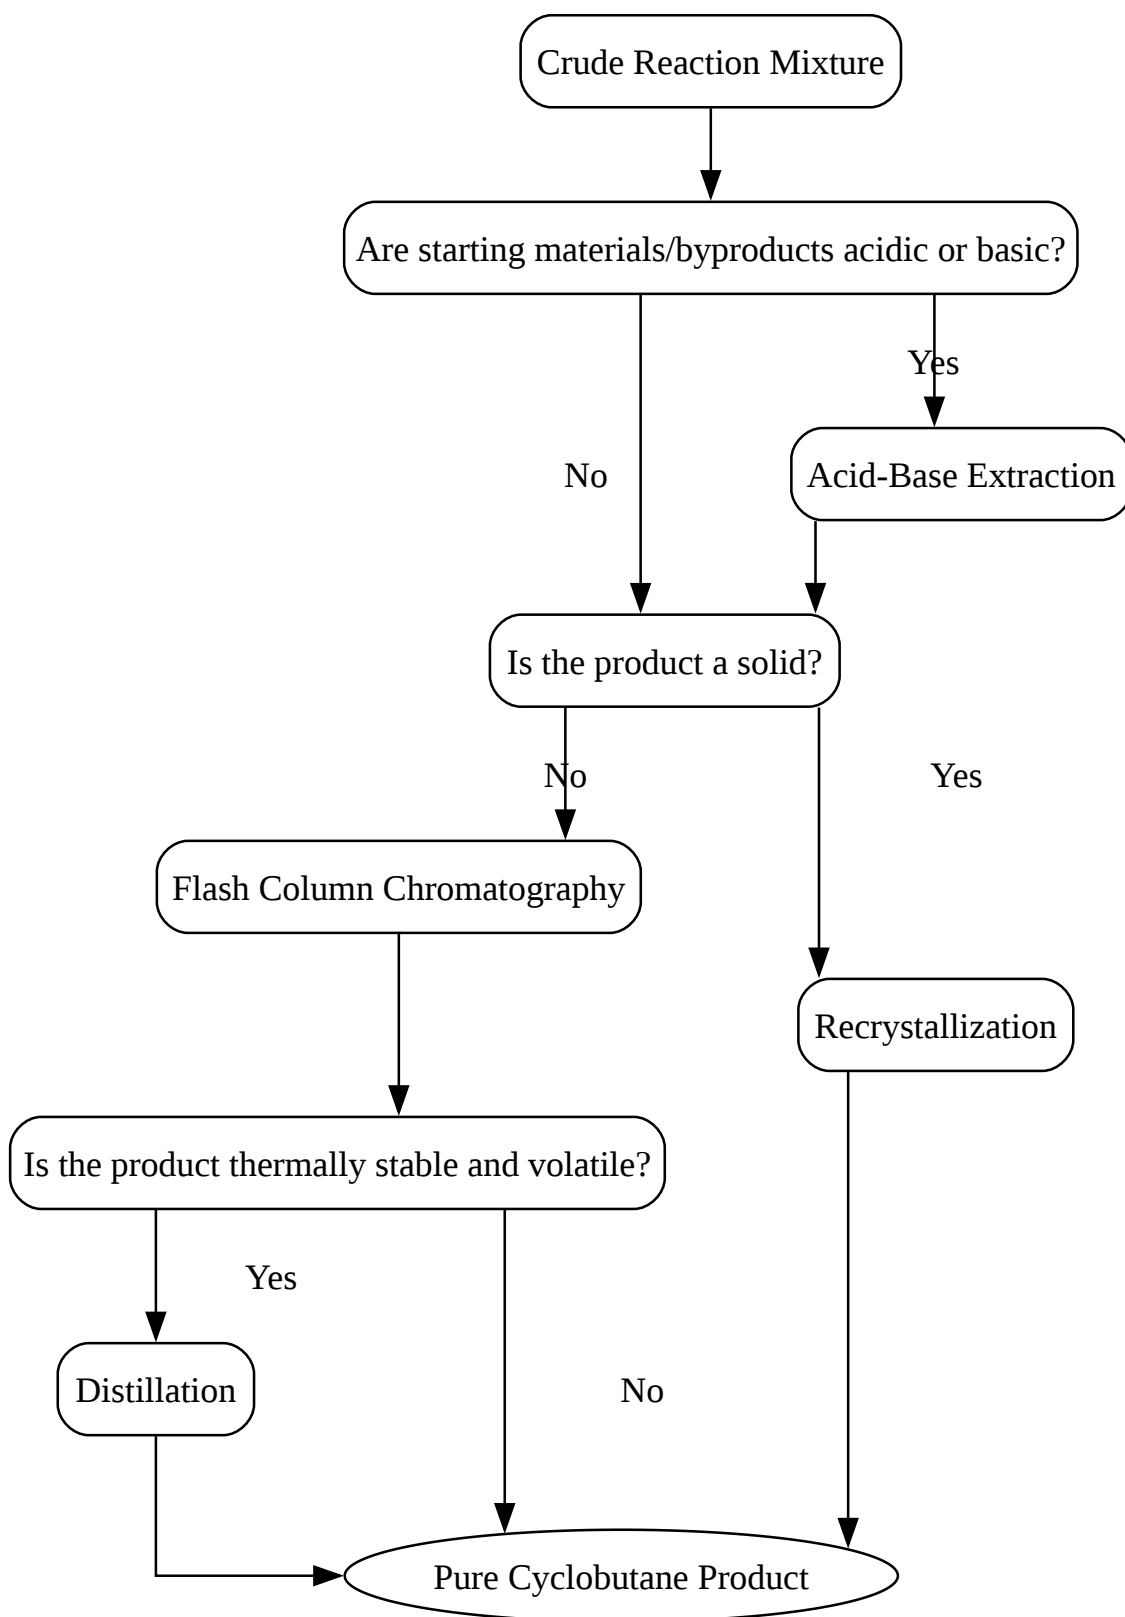 Crude Reaction Mixture
Are starting materials/byproducts acidic or basic?
Yes
No
Acid-Base Extraction
Is the product a solid?
No
Yes
Flash Column Chromatography
Recrystallization
Is the product thermally stable and volatile?
Yes
Distillation
No
Pure Cyclobutane Product